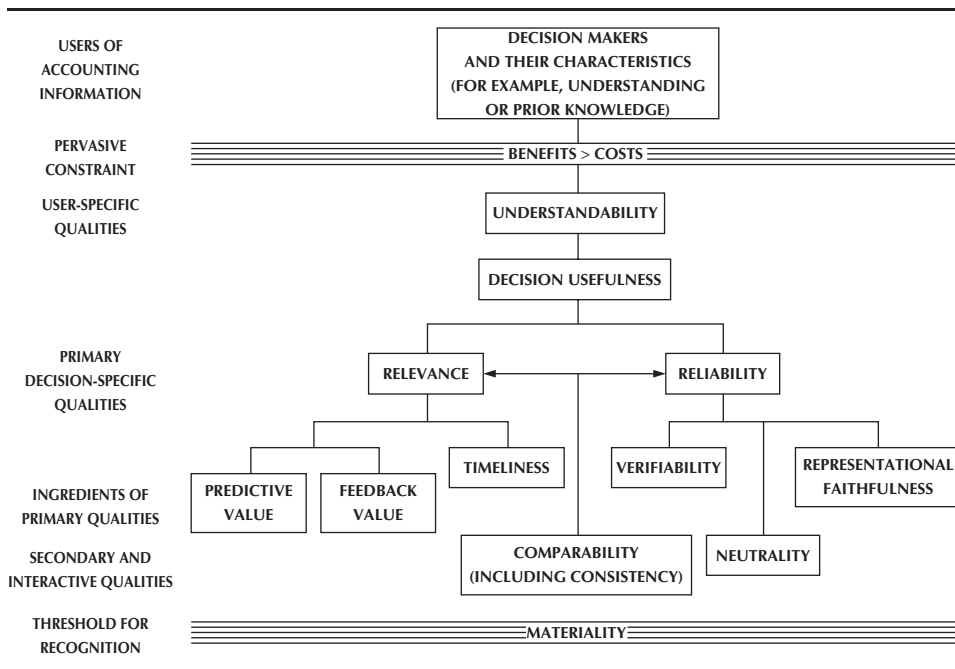 USERS OF
ACCOUNTING
INFORMATION
DECISION MAKERS
AND THEIR CHARACTERISTICS
(FOR EXAMPLE, UNDERSTANDING
OR PRIOR KNOWLEDGE)
PERVASIVE
CONSTRAINT
BENEFITS > COSTS
USER-SPECIFIC
QUALITIES
UNDERSTANDABILITY
DECISION USEFULNESS
PRIMARY
DECISION-SPECIFIC
QUALITIES
RELEVANCE
RELIABILITY
INGREDIENTS OF
PRIMARY QUALITIES
PREDICTIVE
VALUE
FEEDBACK
VALUE
TIMELINESS
VERIFIABILITY
REPRESENTATIONAL
FAITHFULNESS
SECONDARY AND
INTERACTIVE QUALITIES
COMPARABILITY
(INCLUDING CONSISTENCY)
NEUTRALITY
THRESHOLD FOR
RECOGNITION
MATERIALITY